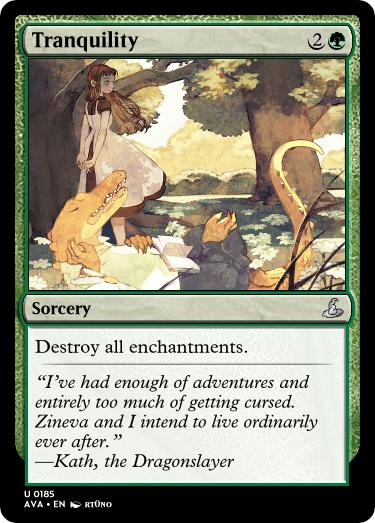 Tranquility 2
Sorcery
Destroy all enchantments.
“I’ve had enough of adventures and
entirely too much of getting cursed.
Zineva and I intend to live ordinarily
ever after.”
—Kath, the Dragonslayer
U 0185
AVA • EN RTÜNO